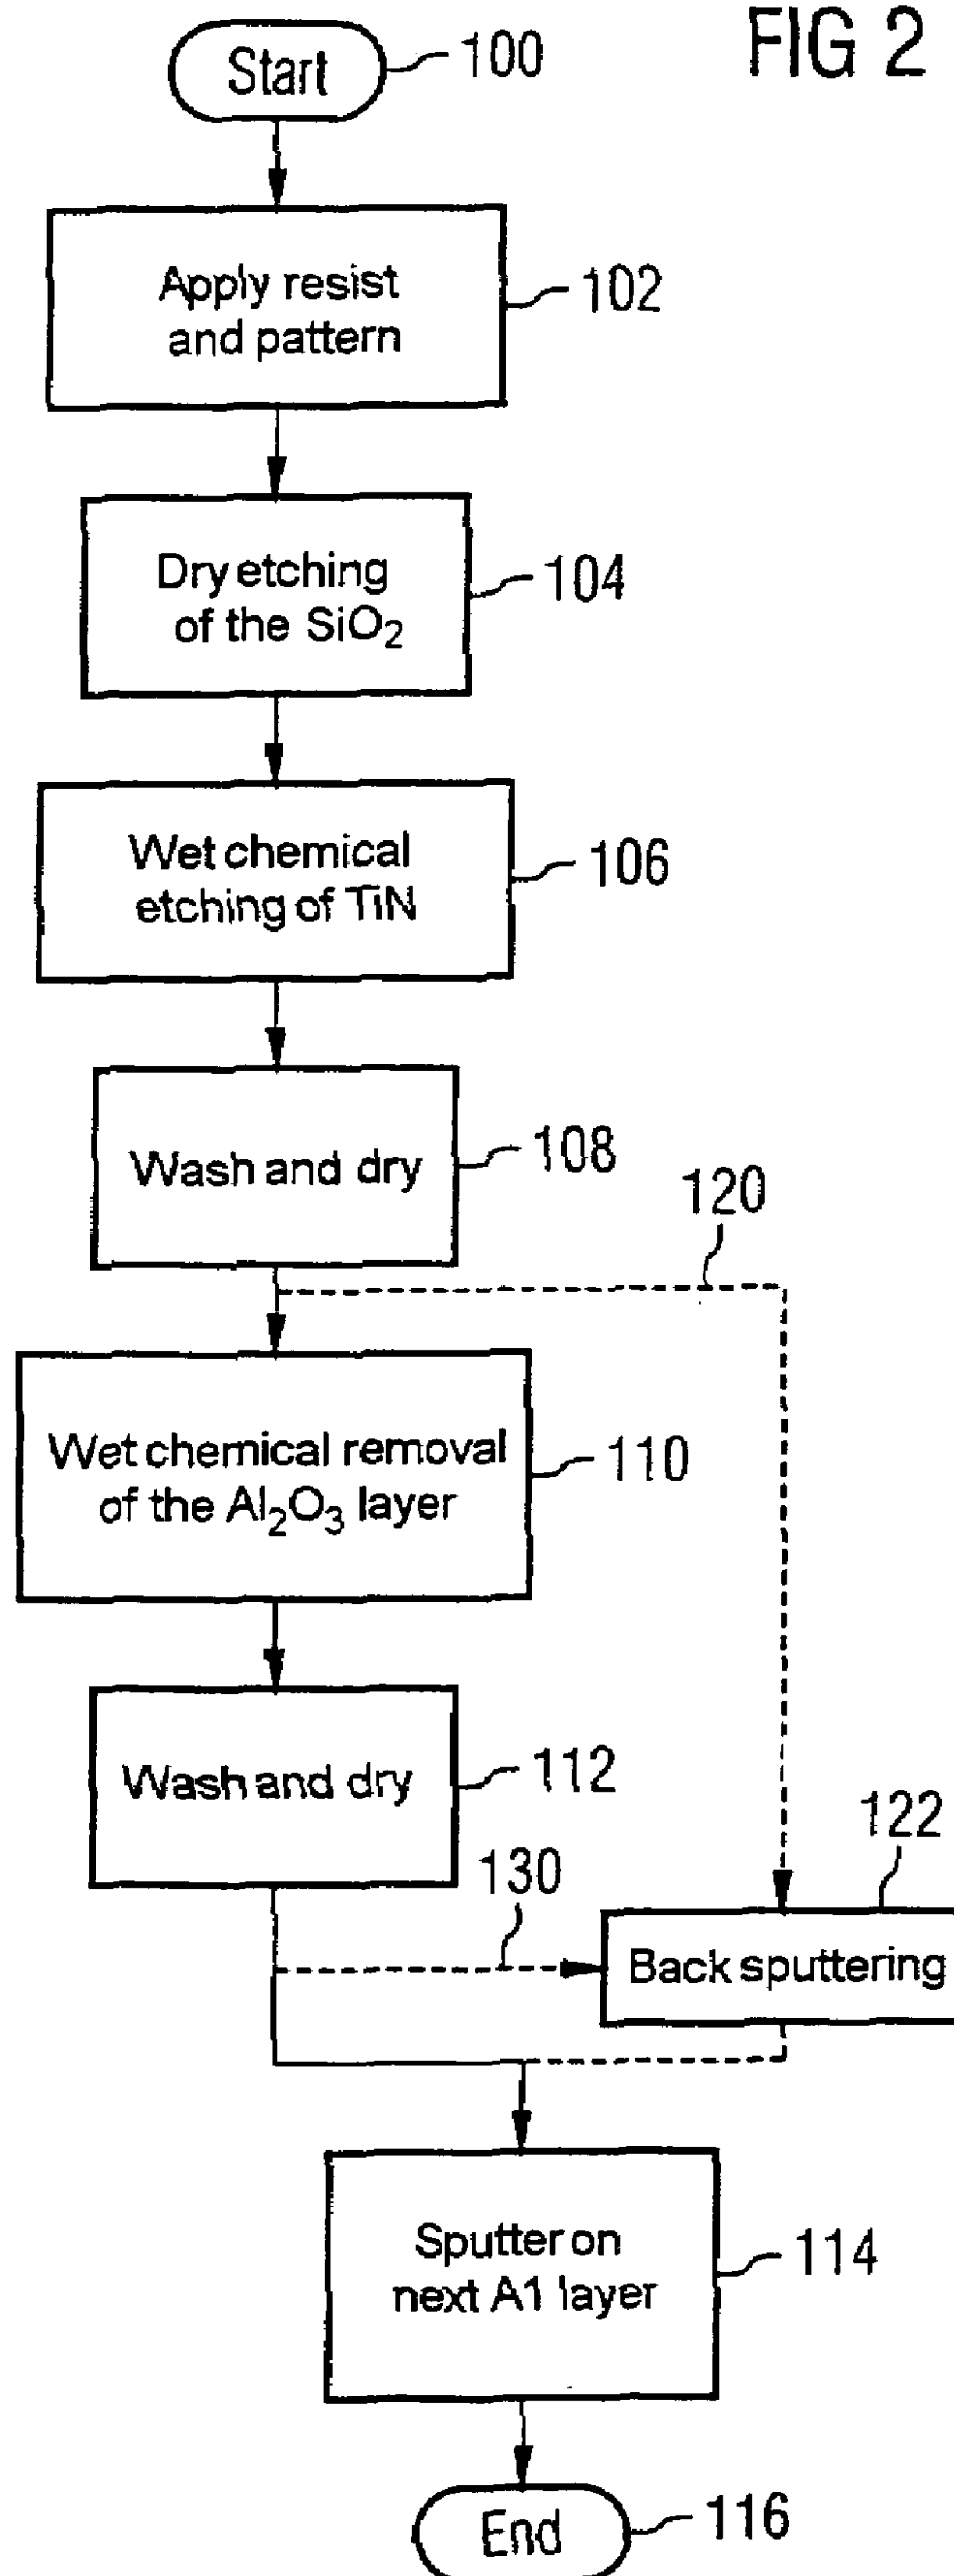 FIG 2
Start
100
Apply resist
and pattern
102
Dry etching
of the SiO₂
104
Wet chemical
etching of TiN
106
Wash and dry
108
120
Wet chemical removal
of the Al₂O₃ layer
110
Wash and dry
112
122
130
Back sputtering
Sputter on
next A1 layer
114
End
116